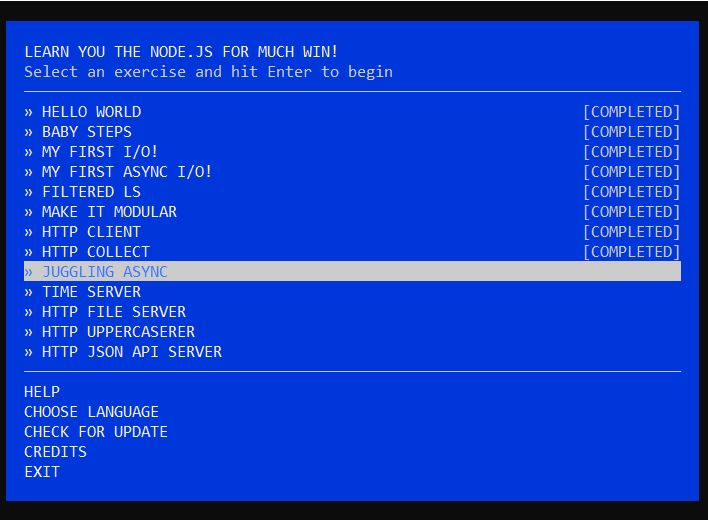 LEARN YOU THE NODE.JS FOR MUCH WIN!
Select an exercise and hit Enter to begin
» HELLO WORLD [COMPLETED]
» BABY STEPS [COMPLETED]
» MY FIRST I/O! [COMPLETED]
» MY FIRST ASYNC I/O! [COMPLETED]
» FILTERED LS [COMPLETED]
» MAKE IT MODULAR [COMPLETED]
» HTTP CLIENT [COMPLETED]
» HTTP COLLECT [COMPLETED]
» JUGGLING ASYNC
» TIME SERVER
» HTTP FILE SERVER
» HTTP UPPERCASERER
» HTTP JSON API SERVER
HELP
CHOOSE LANGUAGE
CHECK FOR UPDATE
CREDITS
EXIT